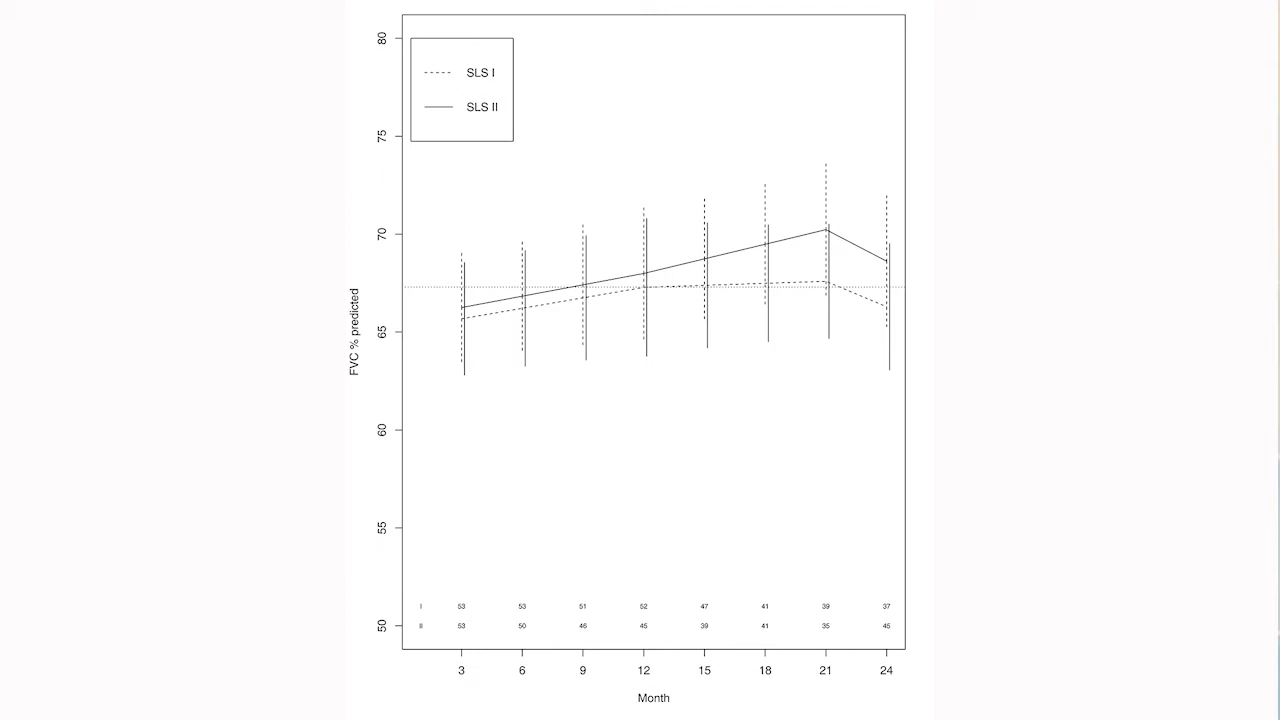 80
SLS I
SLS II
75
70
65
60
55
50
FVC % predicted
I 53 53 51 52 47 41 39 37
II 53 50 46 45 39 41 35 45
3 6 9 12 15 18 21 24
Month